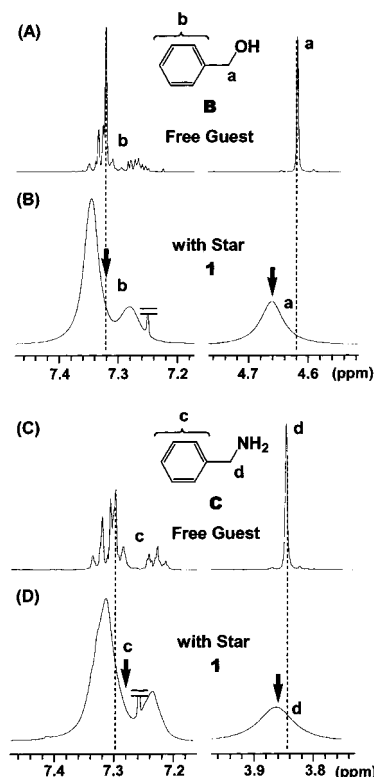 (A)
b
OH
a
B
Free Guest
b
a
(B)
with Star
1
b
a
7.4 7.3 7.2 4.7 4.6 (ppm)
(C)
c
NH2
d
C
Free Guest
c
d
(D)
with Star
1
c
d
7.4 7.3 7.2 3.9 3.8 (ppm)